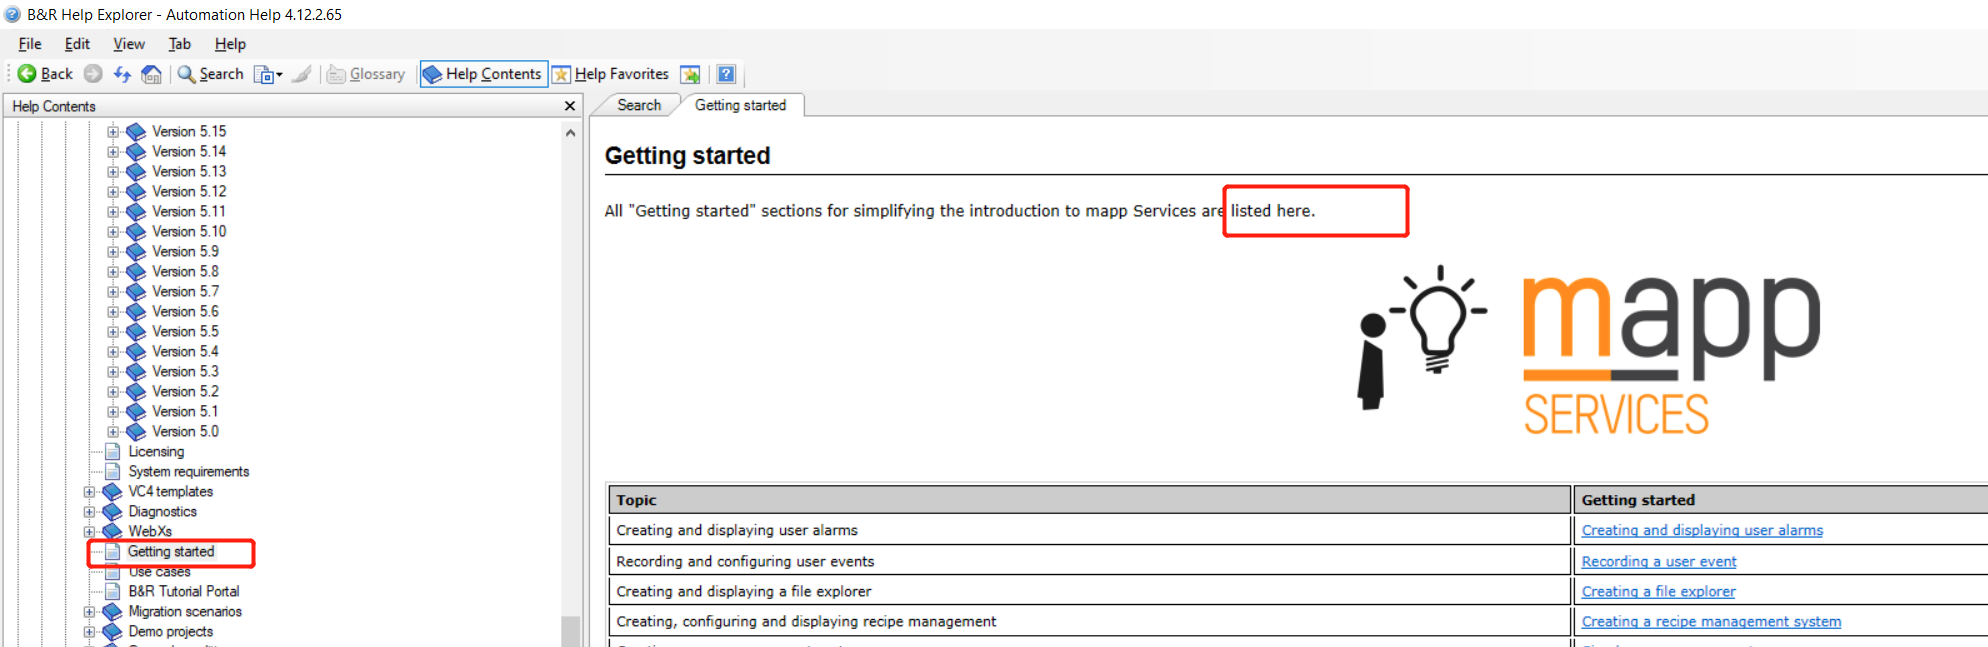 B&R Help Explorer - Automation Help 4.12.2.65
File Edit View Tab Help
Back Search Glossary Help Contents Help Favorites
Help Contents
Version 5.15
Version 5.14
Version 5.13
Version 5.12
Version 5.11
Version 5.10
Version 5.9
Version 5.8
Version 5.7
Version 5.6
Version 5.5
Version 5.4
Version 5.3
Version 5.2
Version 5.1
Version 5.0
Licensing
System requirements
VC4 templates
Diagnostics
WebXs
Getting started
Use cases
B&R Tutorial Portal
Migration scenarios
Demo projects
Search Getting started
Getting started
All "Getting started" sections for simplifying the introduction to mapp Services are listed here.
mapp
SERVICES
Topic Getting started
Creating and displaying user alarms Creating and displaying user alarms
Recording and configuring user events Recording a user event
Creating and displaying a file explorer Creating a file explorer
Creating, configuring and displaying recipe management Creating a recipe management system